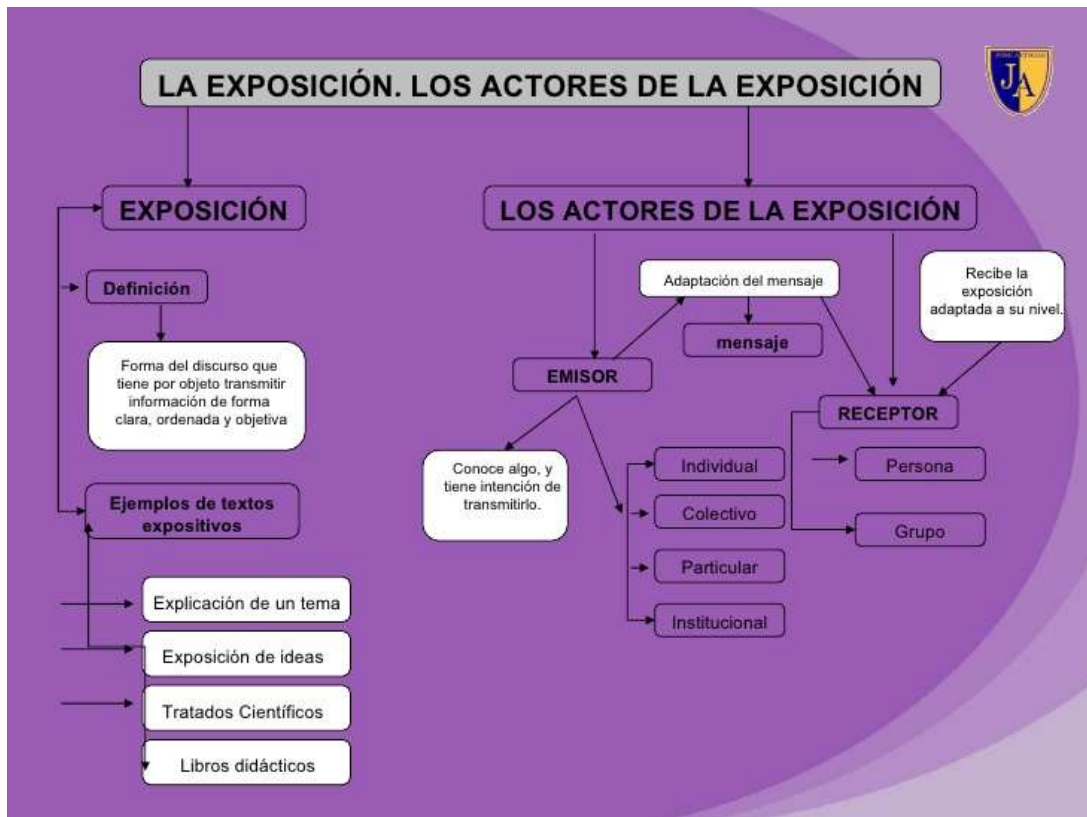 LA EXPOSICIÓN. LOS ACTORES DE LA EXPOSICIÓN
JA
EXPOSICIÓN
Definición
Forma del discurso que
tiene por objeto transmitir
información de forma
clara, ordenada y objetiva
Ejemplos de textos
expositivos
Explicación de un tema
Exposición de ideas
Tratados Científicos
Libros didácticos
LOS ACTORES DE LA EXPOSICIÓN
Adaptación del mensaje
mensaje
EMISOR
Conoce algo, y
tiene intención de
transmitirlo.
Individual
Colectivo
Particular
Institucional
Recibe la
exposición
adaptada a su nivel.
RECEPTOR
Persona
Grupo